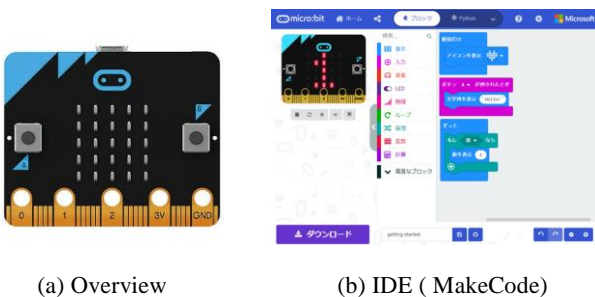 A
B
0 1 2 3V GND
micro:bit
ホーム
ブロック
Python
Microsoft
検索...
基本
入力
音楽
LED
無線
ループ
論理
変数
計算
高度なブロック
最初だけ
アイコンを表示
ボタン A が押されたとき
文字列を表示 "Hello!"
ずっと
もし 真 なら
数を表示
ダウンロード
getting started
(a) Overview
(b) IDE ( MakeCode)